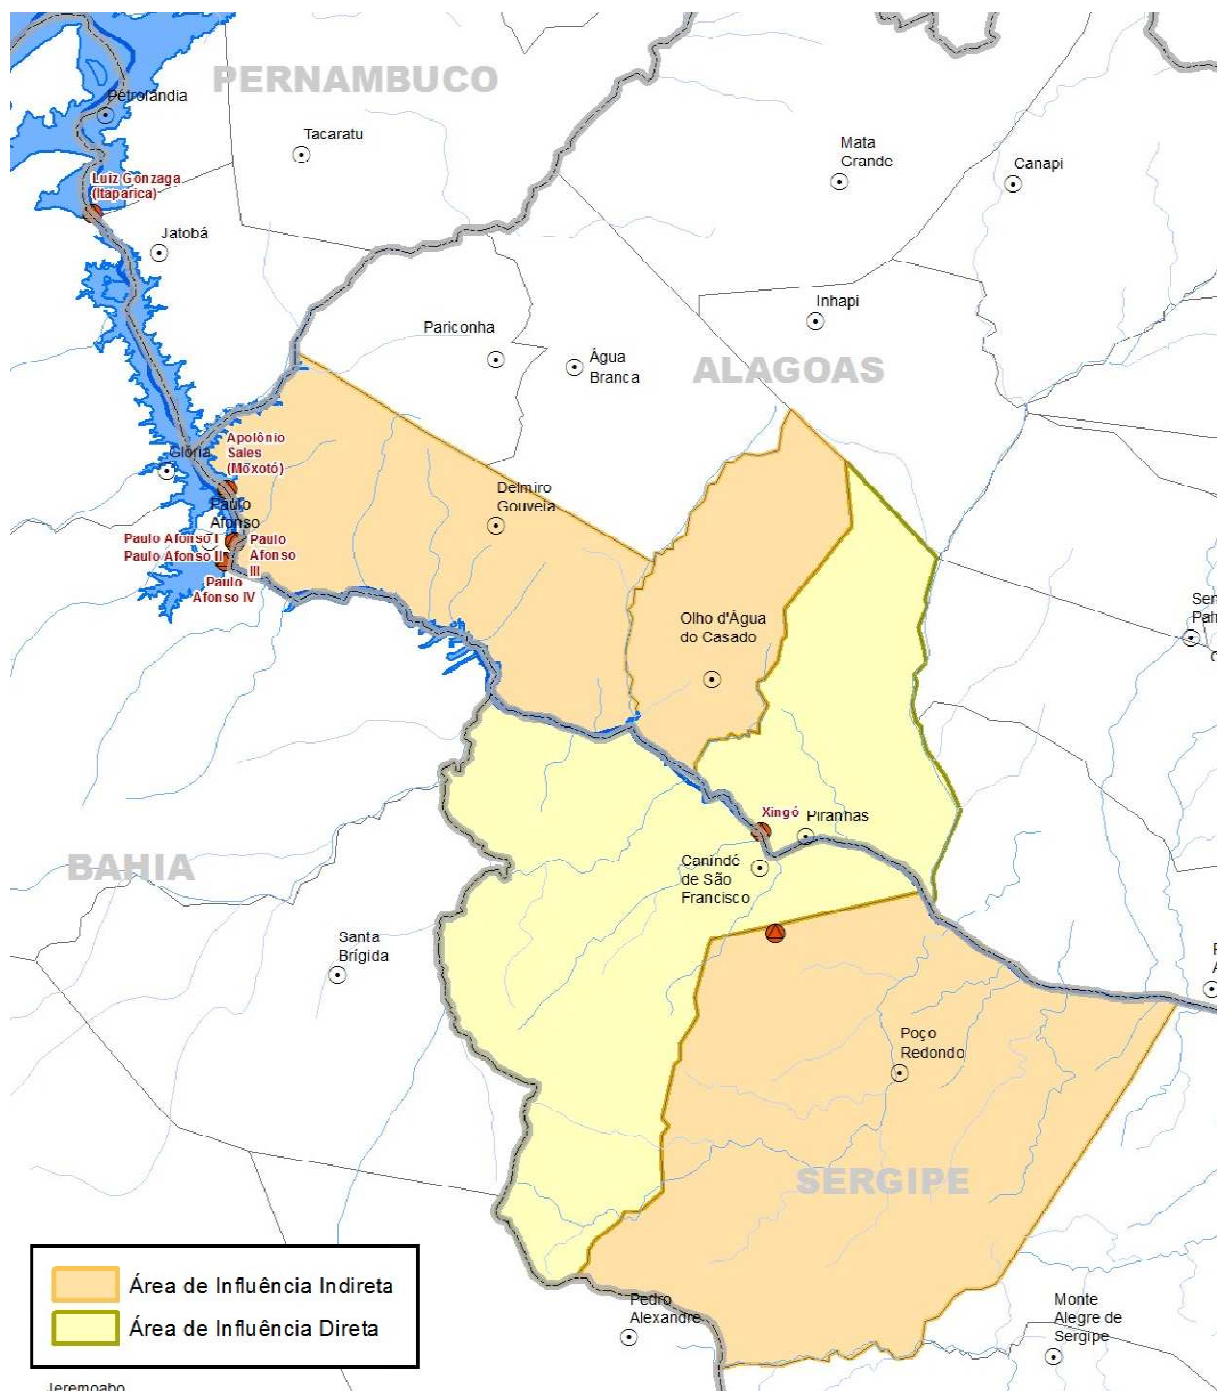 PERNAMBUCO
Petrolândia
Tacaratu
Mata
Grande
Canapi
Luiz Gonzaga
(Itaparica)
Jatobá
Inhapi
Pariconha
Água
Branca
ALAGOAS
Apolônio
Sales
(Moxotó)
Glória
Delmiro
Gouveia
Paulo
Afonso
Paulo Afonso I
Paulo Afonso II
Paulo
Afonso
III
Paulo
Afonso IV
Olho d'Água
do Casado
Xingó
Piranhas
Canindé
de São
Francisco
BAHIA
Santa
Brígida
Poço
Redondo
SERGIPE
Área de Influência Indireta
Área de Influência Direta
Pedro
Alexandre
Monte
Alegre de
Sergipe
Jeremoabo